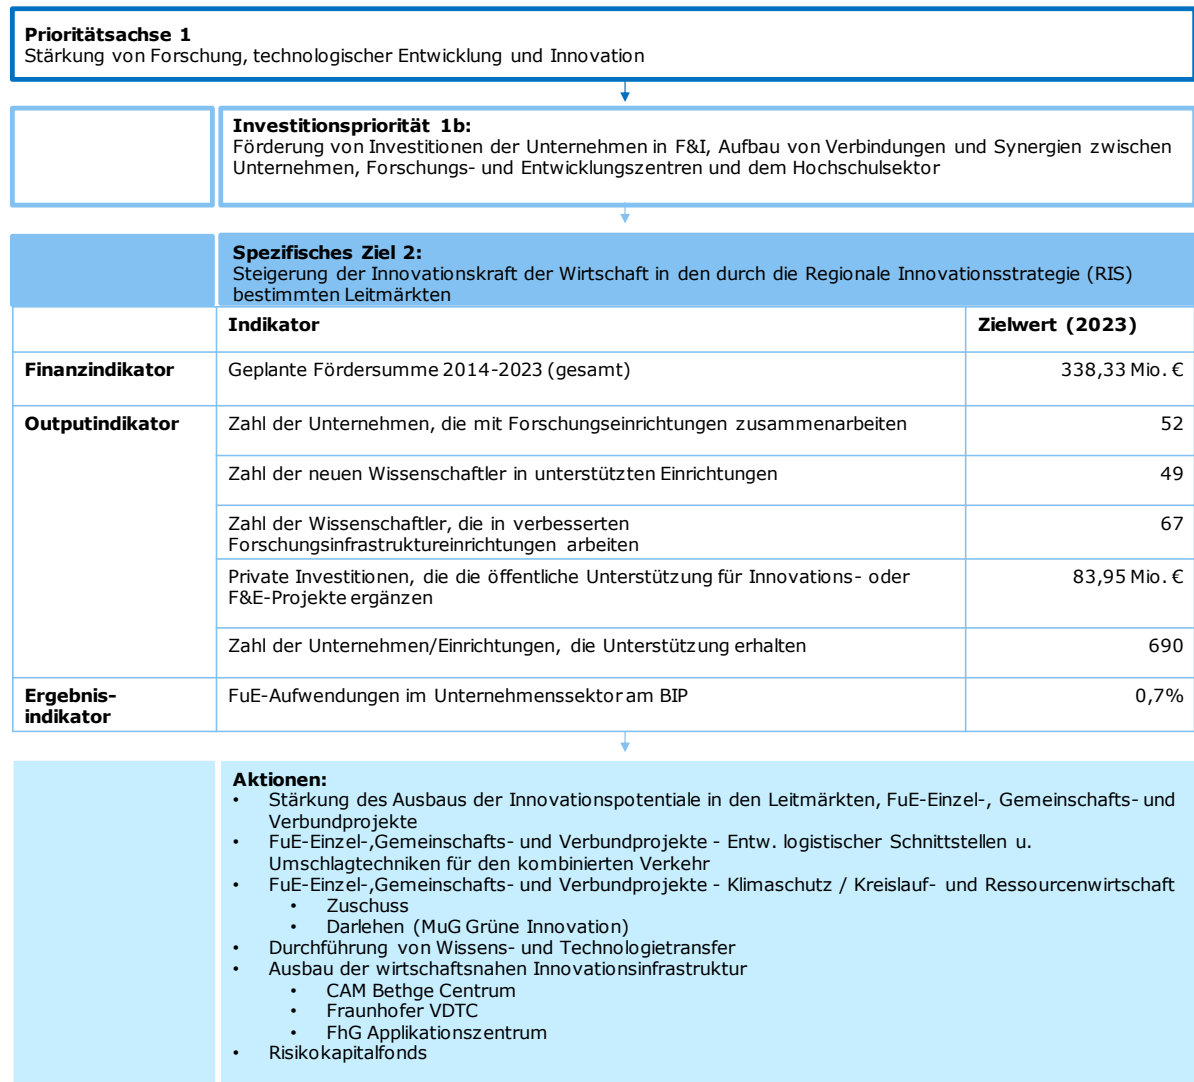 Prioritätsachse 1
Stärkung von Forschung, technologischer Entwicklung und Innovation
Investitionspriorität 1b:
Förderung von Investitionen der Unternehmen in F&I, Aufbau von Verbindungen und Synergien zwischen
Unternehmen, Forschungs- und Entwicklungszentren und dem Hochschulsektor
Spezifisches Ziel 2:
Steigerung der Innovationskraft der Wirtschaft in den durch die Regionale Innovationsstrategie (RIS)
bestimmten Leitmärkten
Indikator Zielwert (2023)
Finanzindikator Geplante Fördersumme 2014-2023 (gesamt) 338,33 Mio. €
Outputindikator Zahl der Unternehmen, die mit Forschungseinrichtungen zusammenarbeiten 52
Zahl der neuen Wissenschaftler in unterstützten Einrichtungen 49
Zahl der Wissenschaftler, die in verbesserten 67
Forschungsinfrastruktureinrichtungen arbeiten
Private Investitionen, die die öffentliche Unterstützung für Innovations- oder 83,95 Mio. €
F&E-Projekte ergänzen
Zahl der Unternehmen/Einrichtungen, die Unterstützung erhalten 690
Ergebnis- FuE-Aufwendungen im Unternehmenssektor am BIP 0,7%
indikator
Aktionen:
• Stärkung des Ausbaus der Innovationspotentiale in den Leitmärkten, FuE-Einzel-, Gemeinschafts- und
Verbundprojekte
• FuE-Einzel-,Gemeinschafts- und Verbundprojekte - Entw. logistischer Schnittstellen u.
Umschlagtechniken für den kombinierten Verkehr
• FuE-Einzel-,Gemeinschafts- und Verbundprojekte - Klimaschutz / Kreislauf- und Ressourcenwirtschaft
• Zuschuss
• Darlehen (MuG Grüne Innovation)
• Durchführung von Wissens- und Technologietransfer
• Ausbau der wirtschaftsnahen Innovationsinfrastruktur
• CAM Bethge Centrum
• Fraunhofer VDTC
• FhG Applikationszentrum
• Risikokapitalfonds